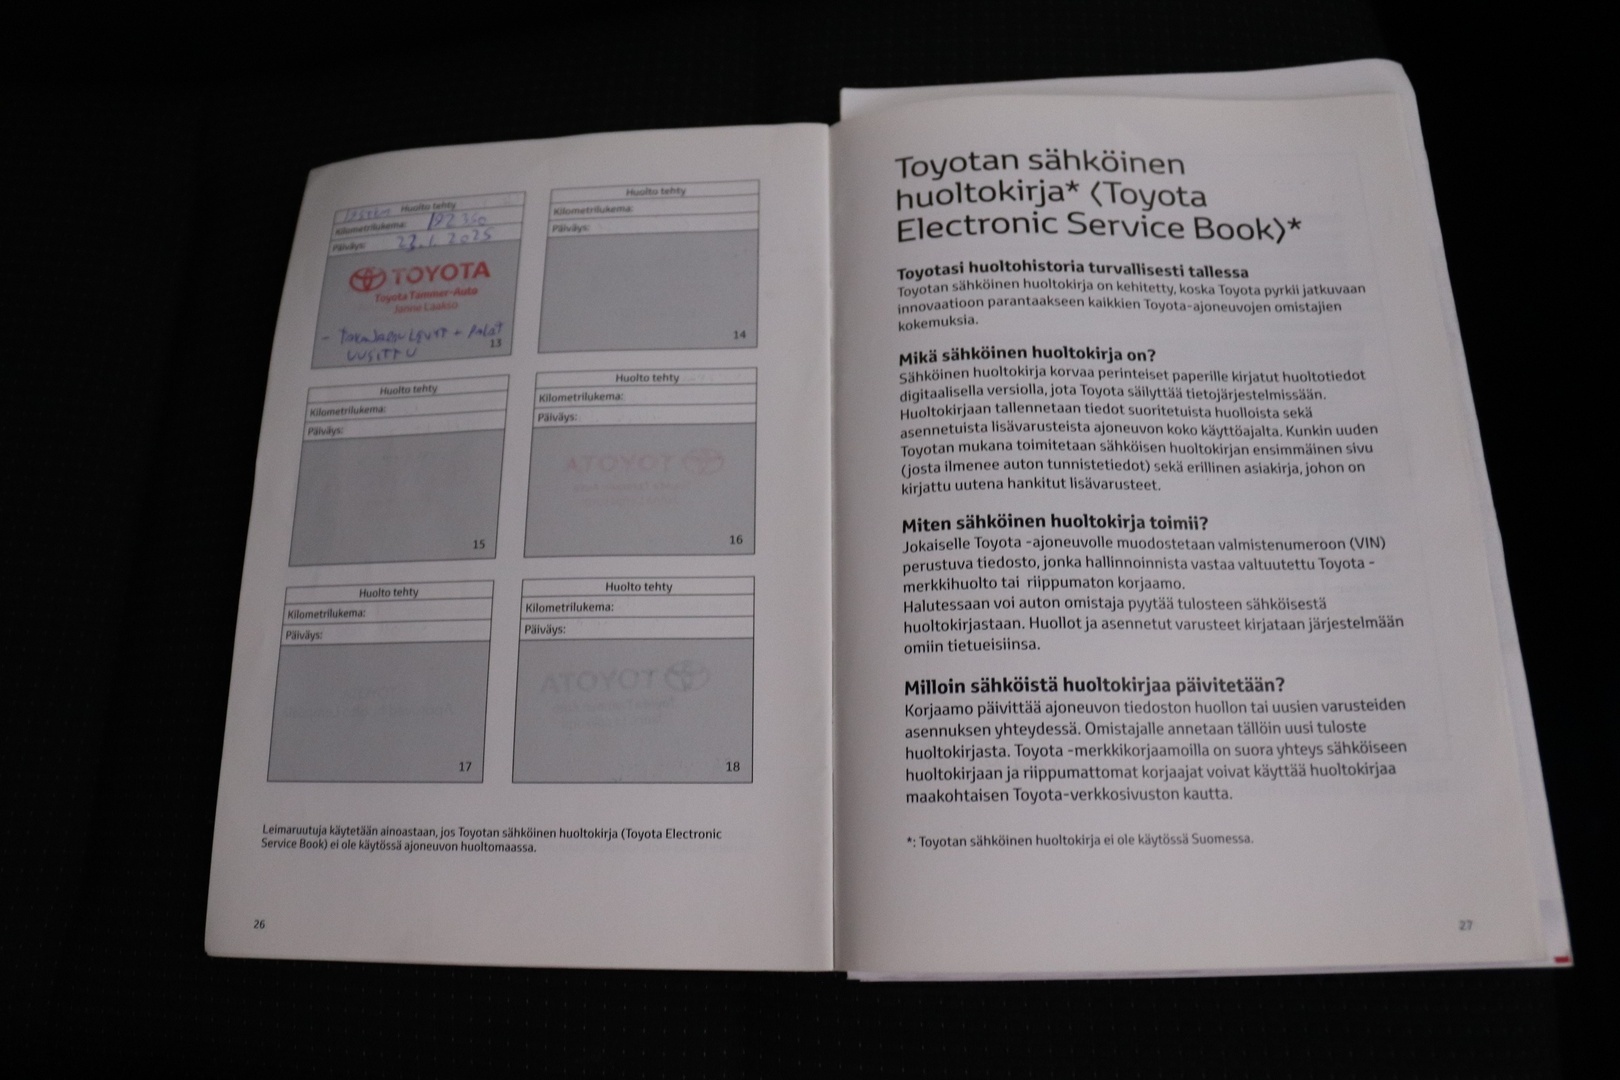 Huolto tehty
Kilometrilukema: 192 350
Päiväys: 23.1.2025
TOYOTA
Toyota Tammer-Auto
Janne Laakso
- TAKAJARRULEVYT + PALAT
UUSITTU
13
Huolto tehty
Kilometrilukema:
Päiväys:
14
Huolto tehty
Kilometrilukema:
Päiväys:
15
Huolto tehty
Kilometrilukema:
Päiväys:
16
Huolto tehty
Kilometrilukema:
Päiväys:
17
Huolto tehty
Kilometrilukema:
Päiväys:
18
Leimaruutuja käytetään ainoastaan, jos Toyotan sähköinen huoltokirja (Toyota Electronic
Service Book) ei ole käytössä ajoneuvon huoltomaassa.
26
Toyotan sähköinen
huoltokirja* (Toyota
Electronic Service Book)*
Toyotasi huoltohistoria turvallisesti tallessa
Toyotan sähköinen huoltokirja on kehitetty, koska Toyota pyrkii jatkuvaan
innovaatioon parantaakseen kaikkien Toyota-ajoneuvojen omistajien
kokemuksia.
Mikä sähköinen huoltokirja on?
Sähköinen huoltokirja korvaa perinteiset paperille kirjatut huoltotiedot
digitaalisella versiolla, jota Toyota säilyttää tietojärjestelmissään.
Huoltokirjaan tallennetaan tiedot suoritetuista huolloista sekä
asennetuista lisävarusteista ajoneuvon koko käyttöajalta. Kunkin uuden
Toyotan mukana toimitetaan sähköisen huoltokirjan ensimmäinen sivu
(josta ilmenee auton tunnistetiedot) sekä erillinen asiakirja, johon on
kirjattu uutena hankitut lisävarusteet.
Miten sähköinen huoltokirja toimii?
Jokaiselle Toyota -ajoneuvolle muodostetaan valmistenumeroon (VIN)
perustuva tiedosto, jonka hallinnoinnista vastaa valtuutettu Toyota -
merkkihuolto tai riippumaton korjaamo.
Halutessaan voi auton omistaja pyytää tulosteen sähköisestä
huoltokirjastaan. Huollot ja asennetut varusteet kirjataan järjestelmään
omiin tietueisiinsa.
Milloin sähköistä huoltokirjaa päivitetään?
Korjaamo päivittää ajoneuvon tiedoston huollon tai uusien varusteiden
asennuksen yhteydessä. Omistajalle annetaan tällöin uusi tuloste
huoltokirjasta. Toyota -merkkikorjaamoilla on suora yhteys sähköiseen
huoltokirjaan ja riippumattomat korjaajat voivat käyttää huoltokirjaa
maakohtaisen Toyota-verkkosivuston kautta.
*: Toyotan sähköinen huoltokirja ei ole käytössä Suomessa.
27